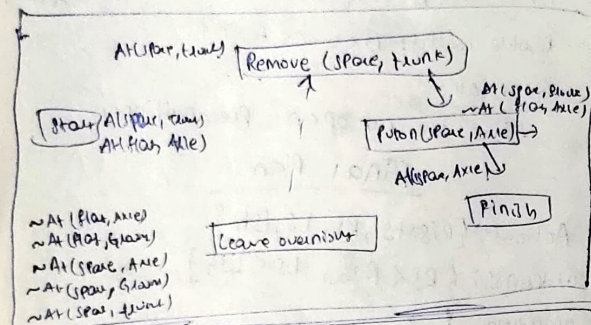 At(Spare, trunk)
Remove (Spare, trunk)
Start
At(Spare, trunk)
At(flat, Axle)
At(Spare, Ground)
~At(flat, Axle)
Puton(Spare, Axle)
At(Spare, Axle)
Finish
~At(flat, Axle)
~At(flat, Ground)
~At(Spare, Axle)
~At(Spare, Ground)
~At(Spare, trunk)
Leave overnight